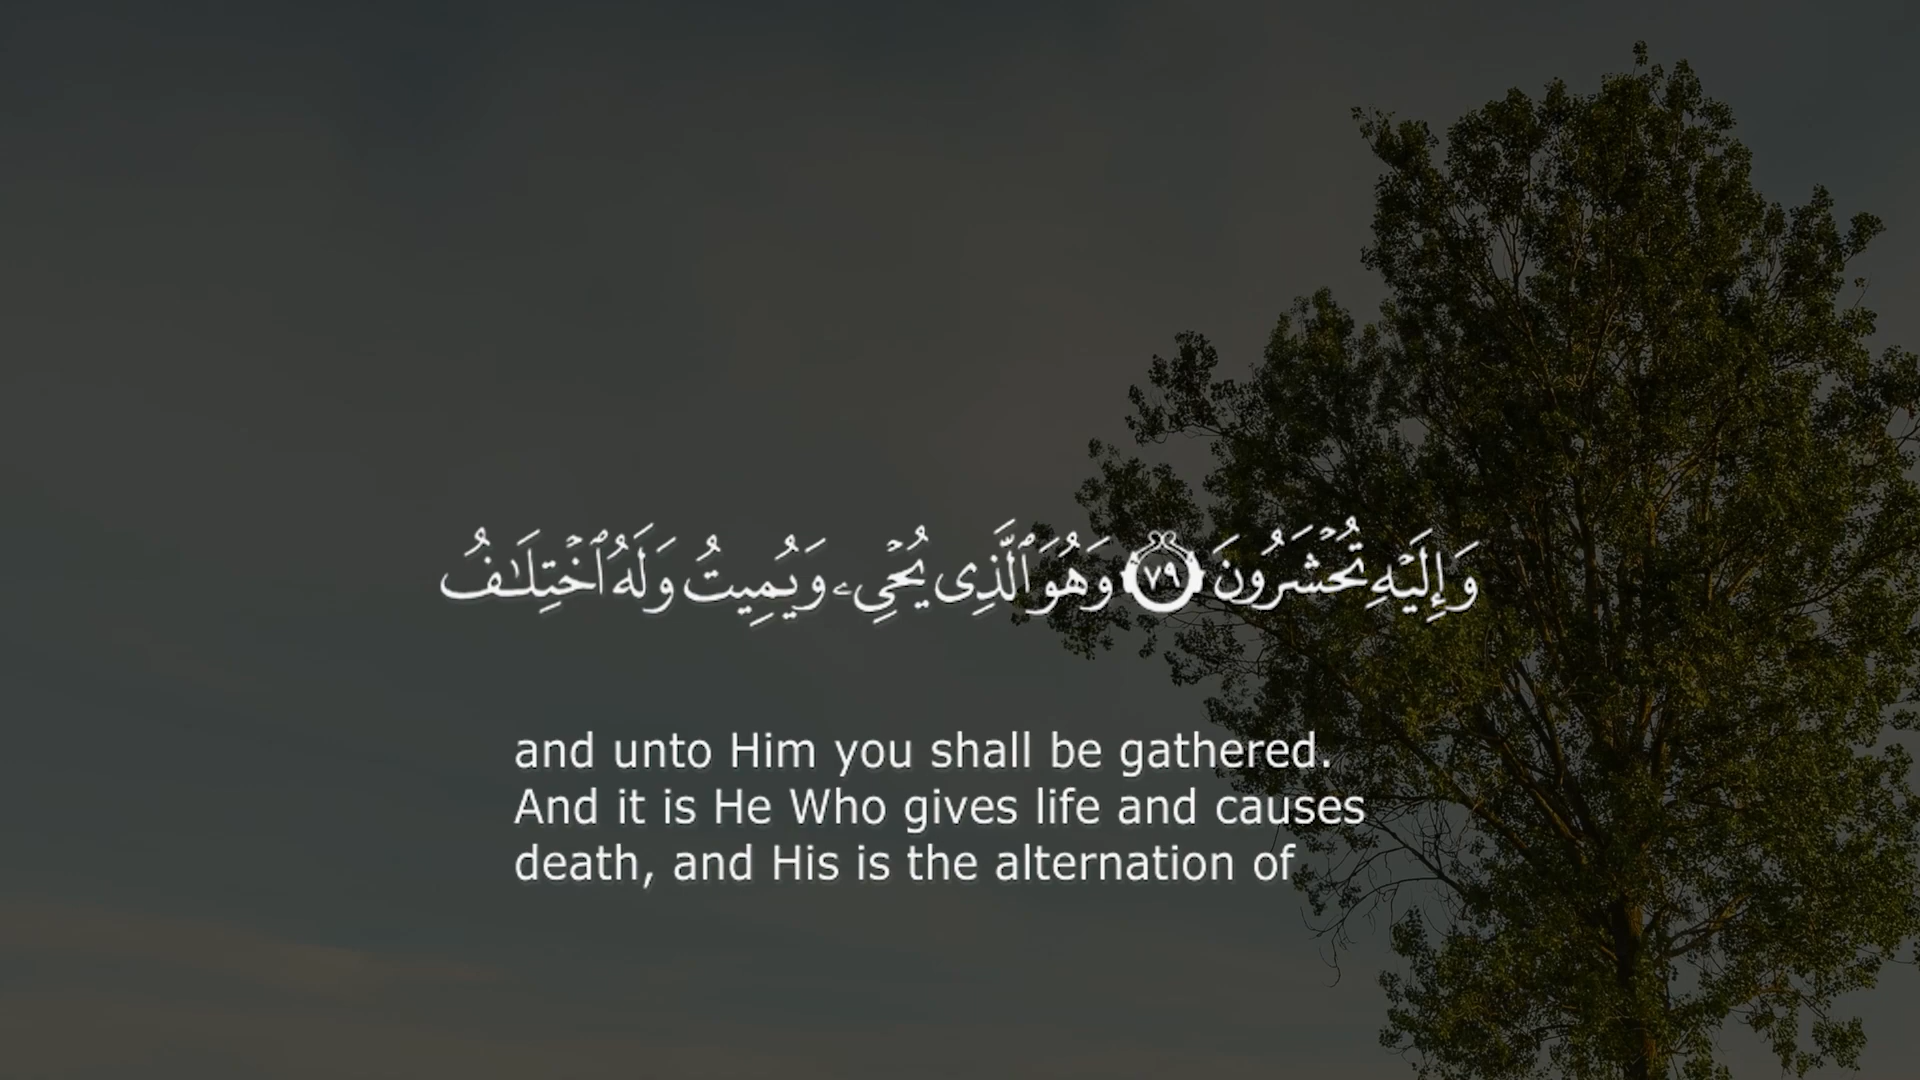 وَإِلَيْهِ تُحْشَرُونَ ٧٩ وَهُوَ ٱلَّذِى يُحْىِۦ وَيُمِيتُ وَلَهُ ٱخْتِلَـٰفُ
and unto Him you shall be gathered.
And it is He Who gives life and causes
death, and His is the alternation of